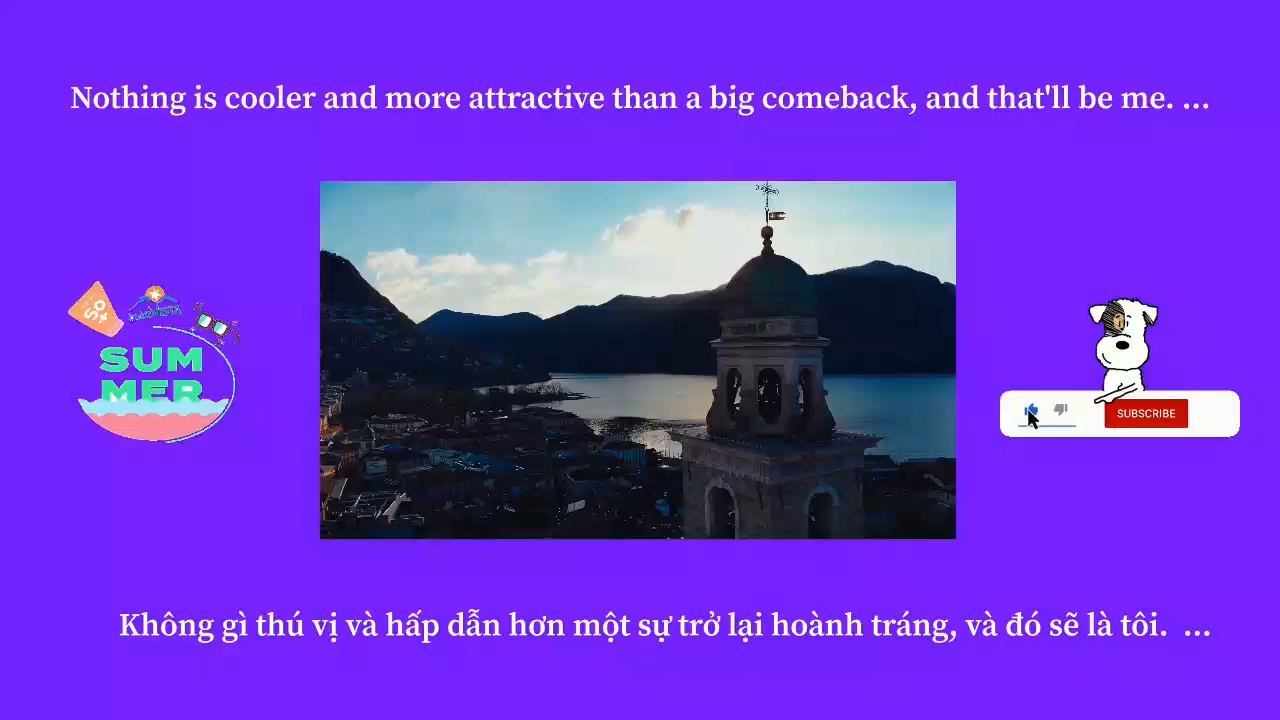 Nothing is cooler and more attractive than a big comeback, and that'll be me. ...
SUM
MER
SUBSCRIBE
Không gì thú vị và hấp dẫn hơn một sự trở lại hoành tráng, và đó sẽ là tôi. ...